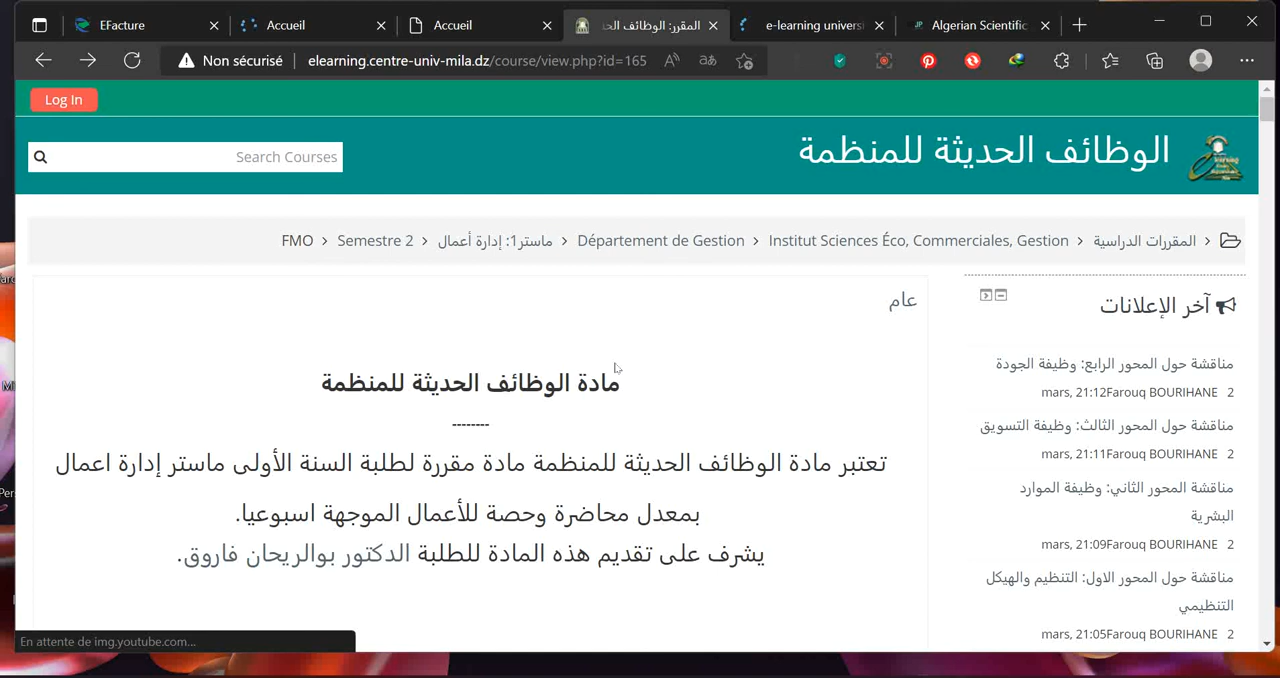 EFacture
Accueil
Accueil
المقرر: الوظائف الحد
e-learning univers
Algerian Scientific
Non sécurisé
elearning.centre-univ-mila.dz/course/view.php?id=165
Log In
Search Courses
الوظائف الحديثة للمنظمة
المقررات الدراسية
Institut Sciences Éco, Commerciales, Gestion
Département de Gestion
ماستر1: إدارة أعمال
Semestre 2
FMO
عام
مادة الوظائف الحديثة للمنظمة
--------
تعتبر مادة الوظائف الحديثة للمنظمة مادة مقررة لطلبة السنة الأولى ماستر إدارة اعمال
بمعدل محاضرة وحصة للأعمال الموجهة اسبوعيا.
يشرف على تقديم هذه المادة للطلبة الدكتور بوالريحان فاروق.
آخر الإعلانات
مناقشة حول المحور الرابع: وظيفة الجودة
mars, 21:12Farouq BOURIHANE 2
مناقشة حول المحور الثالث: وظيفة التسويق
mars, 21:11Farouq BOURIHANE 2
مناقشة المحور الثاني: وظيفة الموارد
البشرية
mars, 21:09Farouq BOURIHANE 2
مناقشة حول المحور الاول: التنظيم والهيكل
التنظيمي
mars, 21:05Farouq BOURIHANE 2
En attente de img.youtube.com...